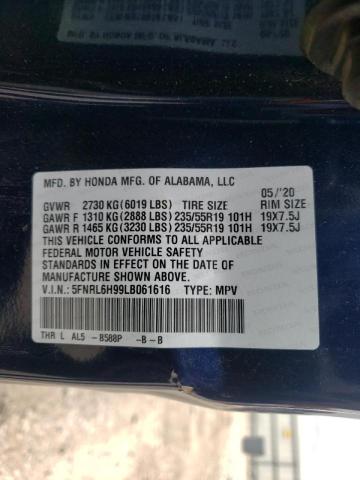 MFD. BY HONDA MFG. OF ALABAMA, LLC 05/'20
GVWR 2730 KG (6019 LBS) TIRE SIZE RIM SIZE
GAWR F 1310 KG (2888 LBS) 235/55R19 101H 19X7.5J
GAWR R 1465 KG (3230 LBS) 235/55R19 101H 19X7.5J
THIS VEHICLE CONFORMS TO ALL APPLICABLE
FEDERAL MOTOR VEHICLE SAFETY
STANDARDS IN EFFECT ON THE DATE OF
MANUFACTURE SHOWN ABOVE.
V.I.N.: 5FNRL6H99LB061616 TYPE: MPV
THR L AL5 -B588P -B-B